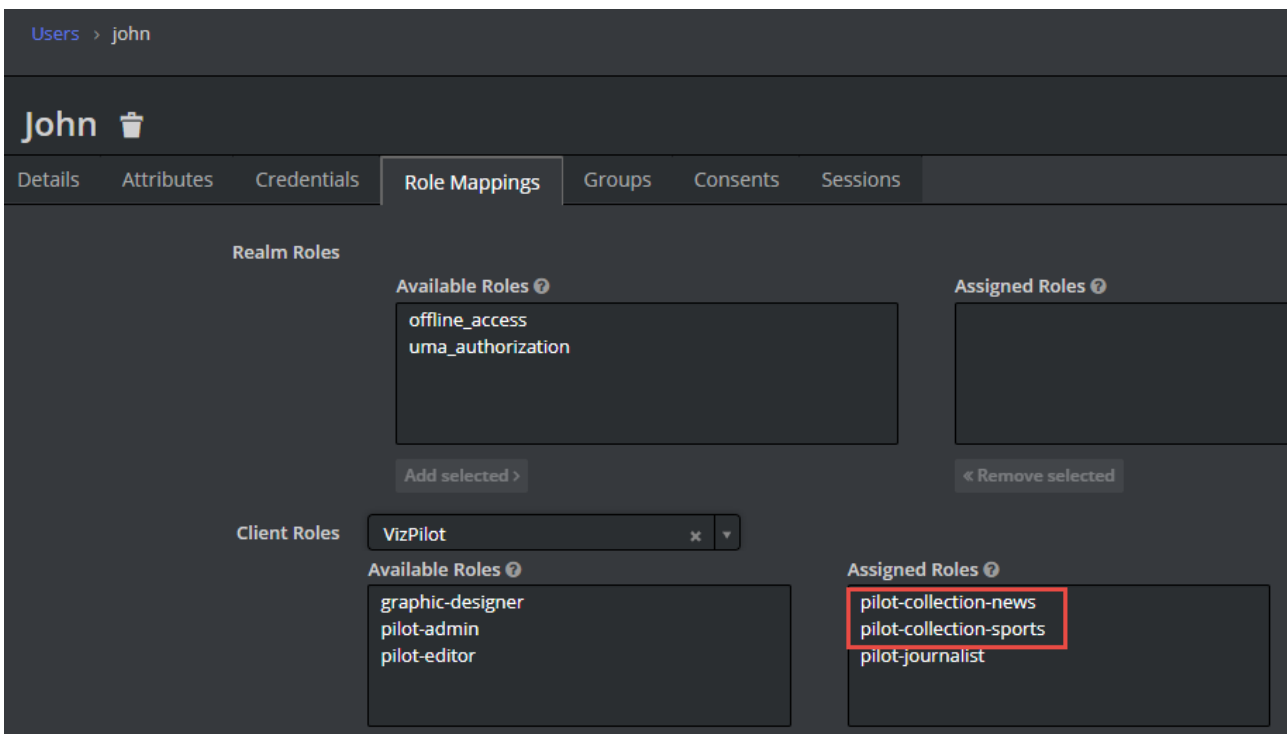 Users > john
John
Details Attributes Credentials Role Mappings Groups Consents Sessions
Realm Roles
Available Roles Assigned Roles
offline_access
uma_authorization
Add selected > « Remove selected
Client Roles VizPilot
Available Roles Assigned Roles
graphic-designer pilot-collection-news
pilot-admin pilot-collection-sports
pilot-editor pilot-journalist